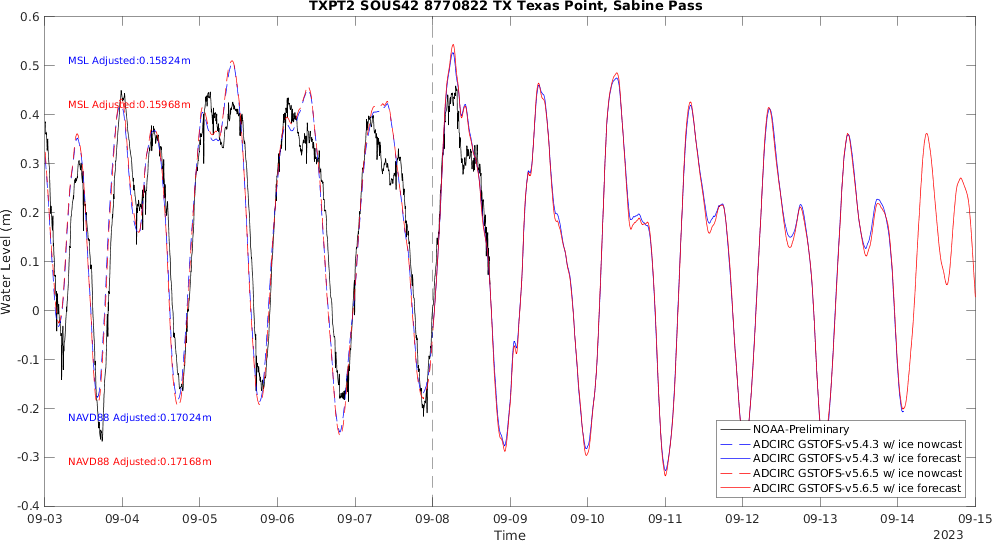 TXPT2 SOUS42 8770822 TX Texas Point, Sabine Pass
0.6
0.5
0.4
0.3
0.2
0.1
0
-0.1
-0.2
-0.3
-0.4
Water Level (m)
MSL Adjusted:0.15824m
MSL Adjusted:0.15968m
NAVD88 Adjusted:0.17024m
NAVD88 Adjusted:0.17168m
NOAA-Preliminary
ADCIRC GSTOFS-v5.4.3 w/ ice nowcast
ADCIRC GSTOFS-v5.4.3 w/ ice forecast
ADCIRC GSTOFS-v5.6.5 w/ ice nowcast
ADCIRC GSTOFS-v5.6.5 w/ ice forecast
09-03 09-04 09-05 09-06 09-07 09-08 09-09 09-10 09-11 09-12 09-13 09-14 09-15
Time
2023